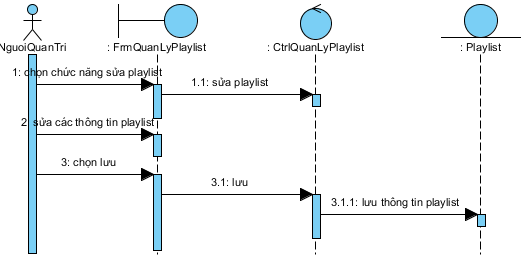 NguoiQuanTri
: FrmQuanLyPlaylist
: CtrlQuanLyPlaylist
: Playlist
1: chọn chức năng sửa playlist
1.1: sửa playlist
2: sửa các thông tin playlist
3: chọn lưu
3.1: lưu
3.1.1: lưu thông tin playlist